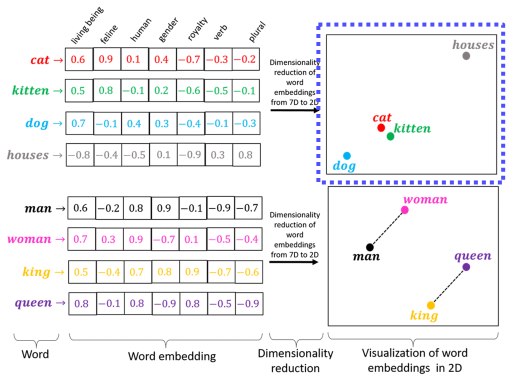 living being feline human gender royalty verb plural
cat → 0.6 0.9 0.1 0.4 −0.7 −0.3 −0.2
kitten → 0.5 0.8 −0.1 0.2 −0.6 −0.5 −0.1
dog → 0.7 −0.1 0.4 0.3 −0.4 −0.1 −0.3
houses → −0.8 −0.4 −0.5 0.1 −0.9 0.3 0.8
Dimensionality
reduction of
word
embeddings
from 7D to 2D
houses
cat
kitten
dog
man → 0.6 −0.2 0.8 0.9 −0.1 −0.9 −0.7
woman → 0.7 0.3 0.9 −0.7 0.1 −0.5 −0.4
king → 0.5 −0.4 0.7 0.8 0.9 −0.7 −0.6
queen → 0.8 −0.1 0.8 −0.9 0.8 −0.5 −0.9
Dimensionality
reduction of
word
embeddings
from 7D to 2D
woman
man
queen
king
Word
Word embedding
Dimensionality
reduction
Visualization of word
embeddings in 2D